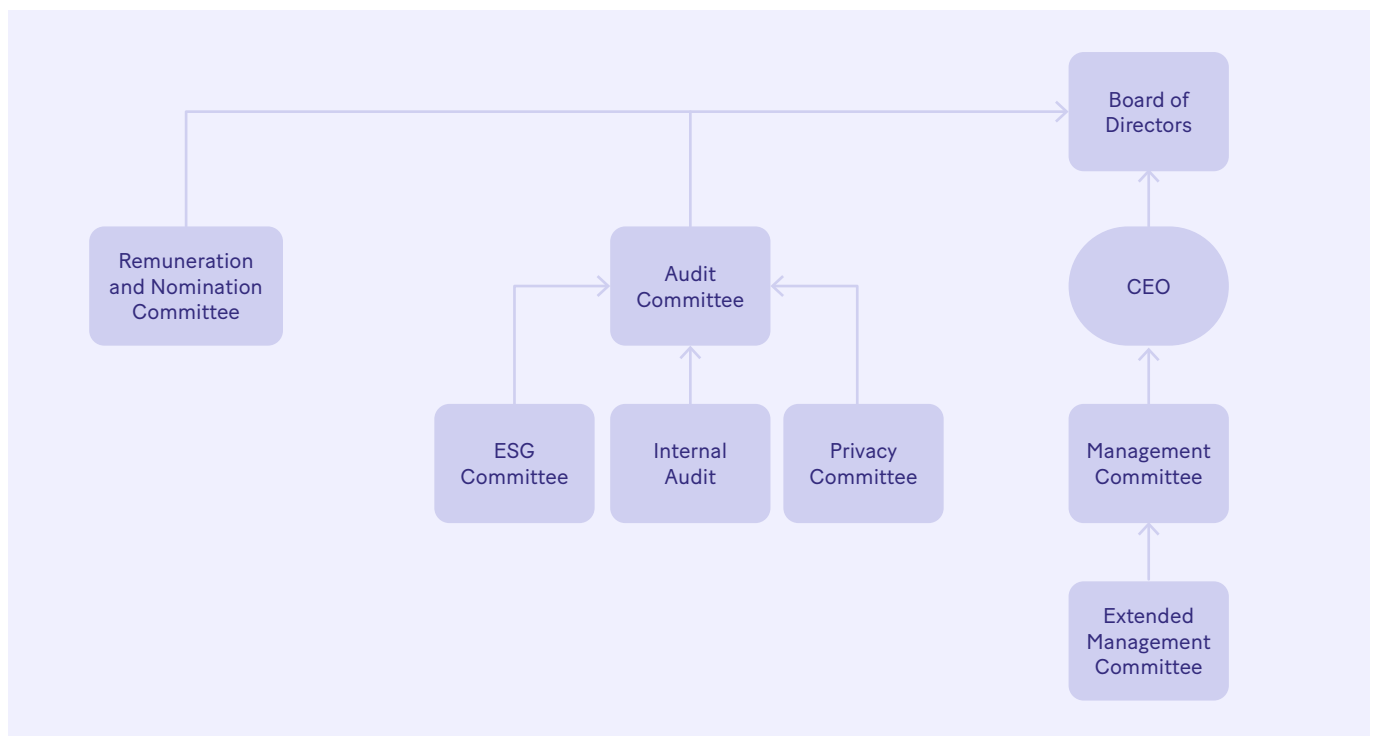 Board of
Directors
Remuneration
and Nomination
Committee
Audit
Committee
CEO
ESG
Committee
Internal
Audit
Privacy
Committee
Management
Committee
Extended
Management
Committee